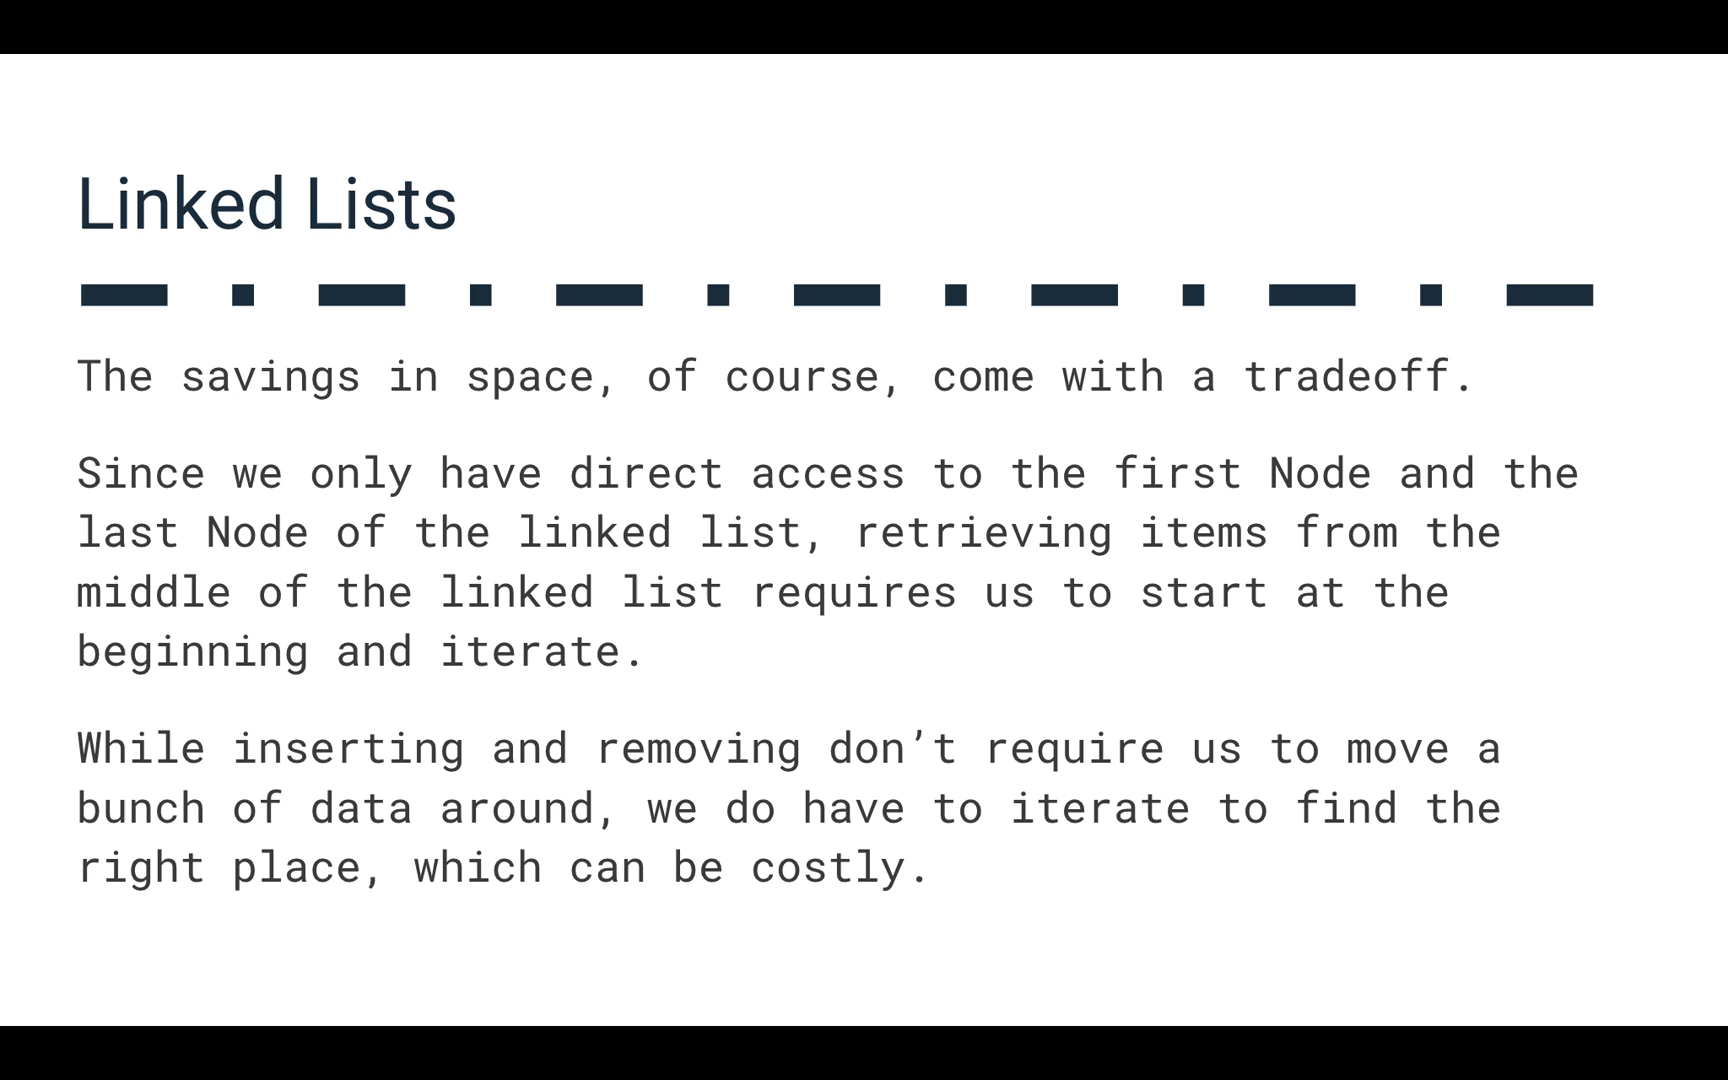 Linked Lists
The savings in space, of course, come with a tradeoff.
Since we only have direct access to the first Node and the
last Node of the linked list, retrieving items from the
middle of the linked list requires us to start at the
beginning and iterate.
While inserting and removing don’t require us to move a
bunch of data around, we do have to iterate to find the
right place, which can be costly.